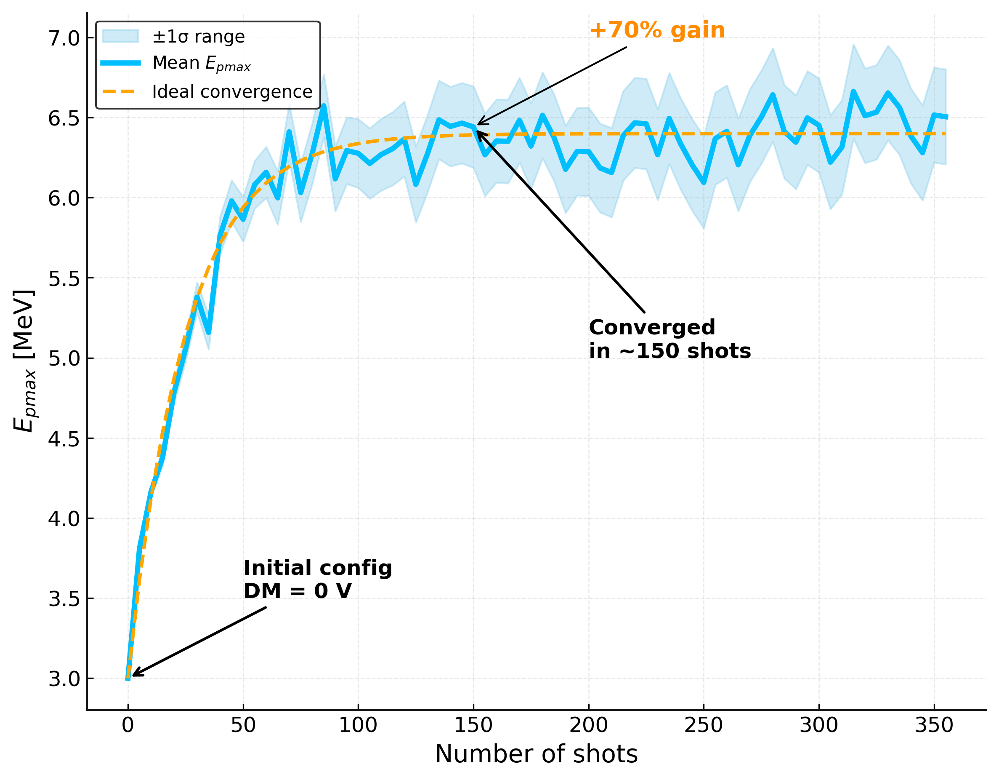 ±1σ range
Mean E_pmax
Ideal convergence
+70% gain
Converged
in ~150 shots
Initial config
DM = 0 V
E_pmax [MeV]
7.0
6.5
6.0
5.5
5.0
4.5
4.0
3.5
3.0
0 50 100 150 200 250 300 350
Number of shots